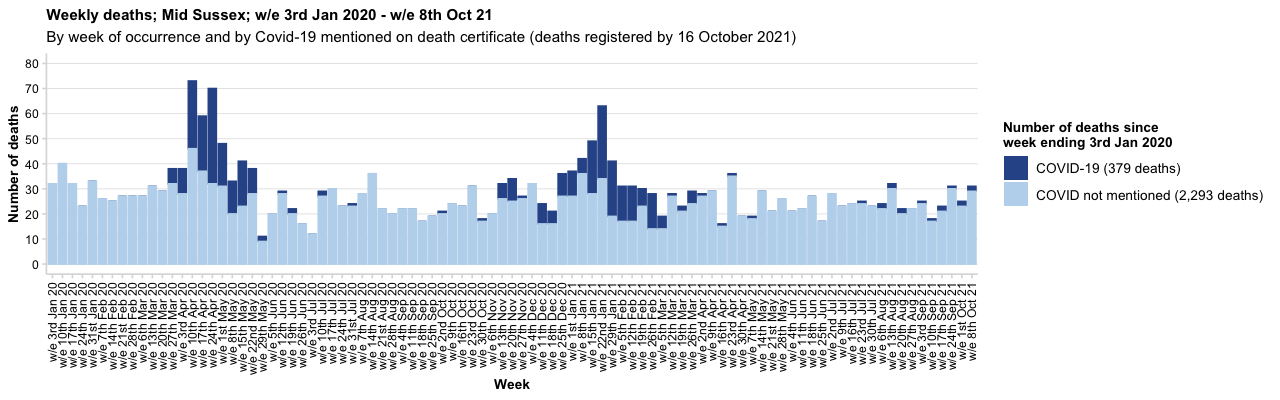 Weekly deaths; Mid Sussex; w/e 3rd Jan 2020 - w/e 8th Oct 21
By week of occurrence and by Covid-19 mentioned on death certificate (deaths registered by 16 October 2021)
Number of deaths
80
70
60
50
40
30
20
10
0
w/e 3rd Jan 20
w/e 10th Jan 20
w/e 17th Jan 20
w/e 24th Jan 20
w/e 31st Jan 20
w/e 7th Feb 20
w/e 14th Feb 20
w/e 21st Feb 20
w/e 28th Feb 20
w/e 6th Mar 20
w/e 13th Mar 20
w/e 20th Mar 20
w/e 27th Mar 20
w/e 3rd Apr 20
w/e 10th Apr 20
w/e 17th Apr 20
w/e 24th Apr 20
w/e 1st May 20
w/e 8th May 20
w/e 15th May 20
w/e 22nd May 20
w/e 29th May 20
w/e 5th Jun 20
w/e 12th Jun 20
w/e 19th Jun 20
w/e 26th Jun 20
w/e 3rd Jul 20
w/e 10th Jul 20
w/e 17th Jul 20
w/e 24th Jul 20
w/e 31st Jul 20
w/e 7th Aug 20
w/e 14th Aug 20
w/e 21st Aug 20
w/e 28th Aug 20
w/e 4th Sep 20
w/e 11th Sep 20
w/e 18th Sep 20
w/e 25th Sep 20
w/e 2nd Oct 20
w/e 9th Oct 20
w/e 16th Oct 20
w/e 23rd Oct 20
w/e 30th Oct 20
w/e 6th Nov 20
w/e 13th Nov 20
w/e 20th Nov 20
w/e 27th Nov 20
w/e 4th Dec 20
w/e 11th Dec 20
w/e 18th Dec 20
w/e 25th Dec 20
w/e 1st Jan 21
w/e 8th Jan 21
w/e 15th Jan 21
w/e 22nd Jan 21
w/e 29th Jan 21
w/e 5th Feb 21
w/e 12th Feb 21
w/e 19th Feb 21
w/e 26th Feb 21
w/e 5th Mar 21
w/e 12th Mar 21
w/e 19th Mar 21
w/e 26th Mar 21
w/e 2nd Apr 21
w/e 9th Apr 21
w/e 16th Apr 21
w/e 23rd Apr 21
w/e 30th Apr 21
w/e 7th May 21
w/e 14th May 21
w/e 21st May 21
w/e 28th May 21
w/e 4th Jun 21
w/e 11th Jun 21
w/e 18th Jun 21
w/e 25th Jun 21
w/e 2nd Jul 21
w/e 9th Jul 21
w/e 16th Jul 21
w/e 23rd Jul 21
w/e 30th Jul 21
w/e 6th Aug 21
w/e 13th Aug 21
w/e 20th Aug 21
w/e 27th Aug 21
w/e 3rd Sep 21
w/e 10th Sep 21
w/e 17th Sep 21
w/e 24th Sep 21
w/e 1st Oct 21
w/e 8th Oct 21
Week
Number of deaths since
week ending 3rd Jan 2020
COVID-19 (379 deaths)
COVID not mentioned (2,293 deaths)